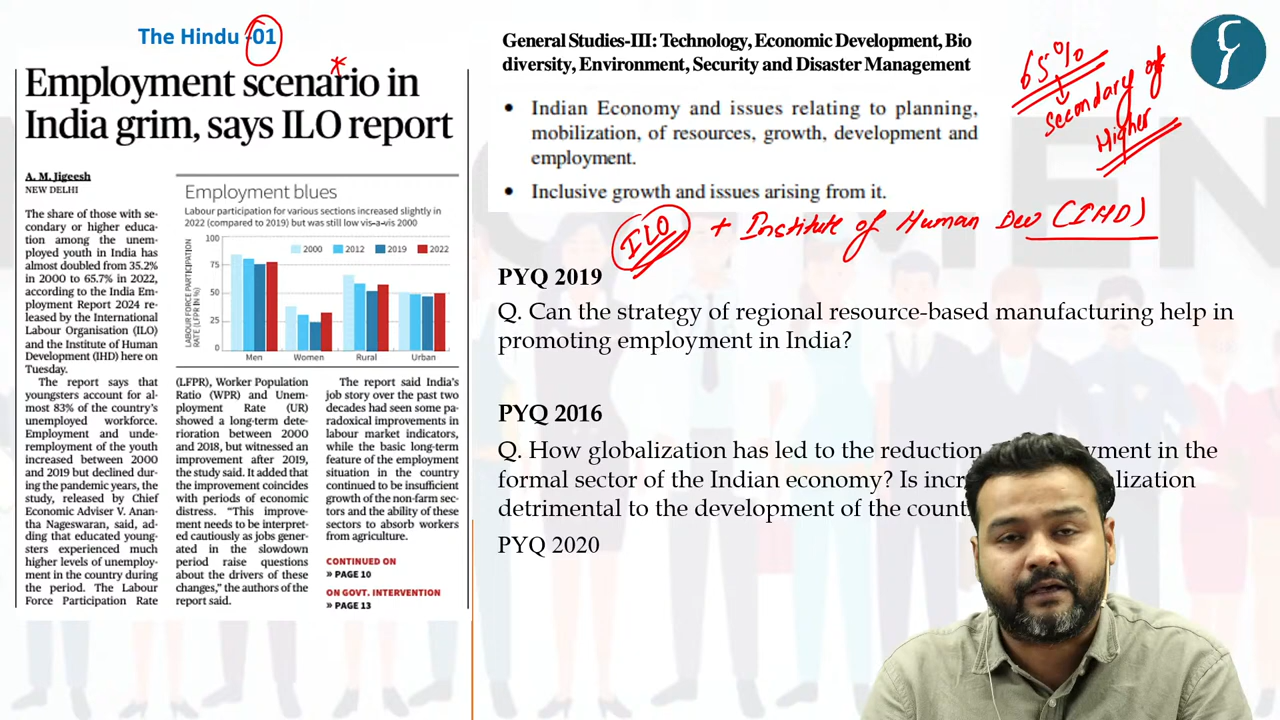 The Hindu -01
Employment scenario in
India grim, says ILO report
A. M. Jigeesh
NEW DELHI
The share of those with se-
condary or higher educa-
tion among the unem-
ployed youth in India has
almost doubled from 35.2%
in 2000 to 65.7% in 2022,
according to the India Em-
ployment Report 2024 re-
leased by the International
Labour Organisation (ILO)
and the Institute of Human
Development (IHD) here on
Tuesday.
The report says that
youngsters account for al-
most 83% of the country's
unemployed workforce.
Employment and unde-
remployment of the youth
increased between 2000
and 2019 but declined dur-
ing the pandemic years, the
study, released by Chief
Economic Adviser V. Anan-
tha Nageswaran, said, ad-
ding that educated young-
sters experienced much
higher levels of unemploy-
ment in the country during
the period. The Labour
Force Participation Rate
Employment blues
Labour participation for various sections increased slightly in
2022 (compared to 2019) but was still low vis-a-vis 2000
LABOUR FORCE PARTICIPATION
RATE (LFPR IN %)
100
75
50
25
0
2000 2012 2019 2022
Men Women Rural Urban
(LFPR), Worker Population
Ratio (WPR) and Unem-
ployment Rate (UR)
showed a long-term dete-
rioration between 2000
and 2018, but witnessed an
improvement after 2019,
the study said. It added that
the improvement coincides
with periods of economic
distress. “This improve-
ment needs to be interpret-
ed cautiously as jobs gener-
ated in the slowdown
period raise questions
about the drivers of these
changes,” the authors of the
report said.
The report said India's
job story over the past two
decades had seen some pa-
radoxical improvements in
labour market indicators,
while the basic long-term
feature of the employment
situation in the country
continued to be insufficient
growth of the non-farm sec-
tors and the ability of these
sectors to absorb workers
from agriculture.
CONTINUED ON
» PAGE 10
ON GOVT. INTERVENTION
» PAGE 13
General Studies-III: Technology, Economic Development, Bio
diversity, Environment, Security and Disaster Management
• Indian Economy and issues relating to planning,
mobilization, of resources, growth, development and
employment.
• Inclusive growth and issues arising from it.
65%
Secondary of
Higher
ILO + Institute of Human Dev (IHD)
PYQ 2019
Q. Can the strategy of regional resource-based manufacturing help in
promoting employment in India?
PYQ 2016
Q. How globalization has led to the reduction in the
formal sector of the Indian economy? Is
detrimental to the development of the
PYQ 2020